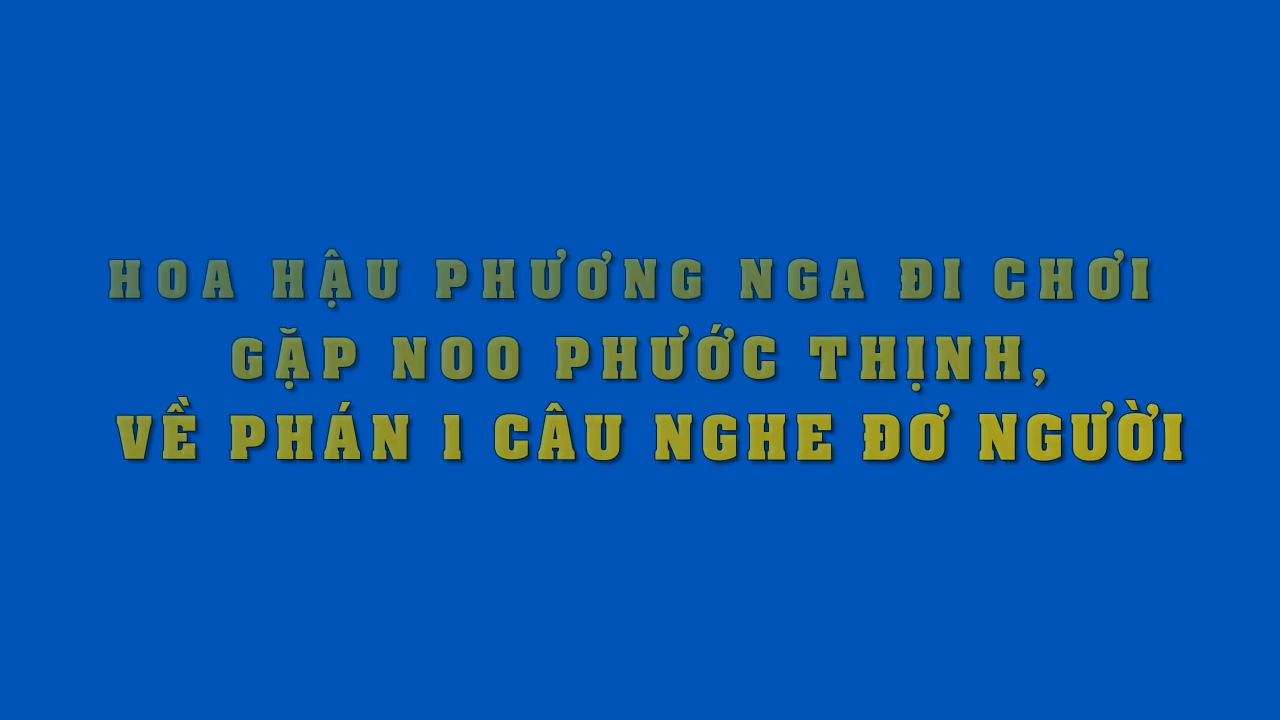 HOA HẬU PHƯƠNG NGA ĐI CHƠI
GẶP NOO PHƯỚC THỊNH,
VỀ PHÁN 1 CÂU NGHE ĐƠ NGƯỜI